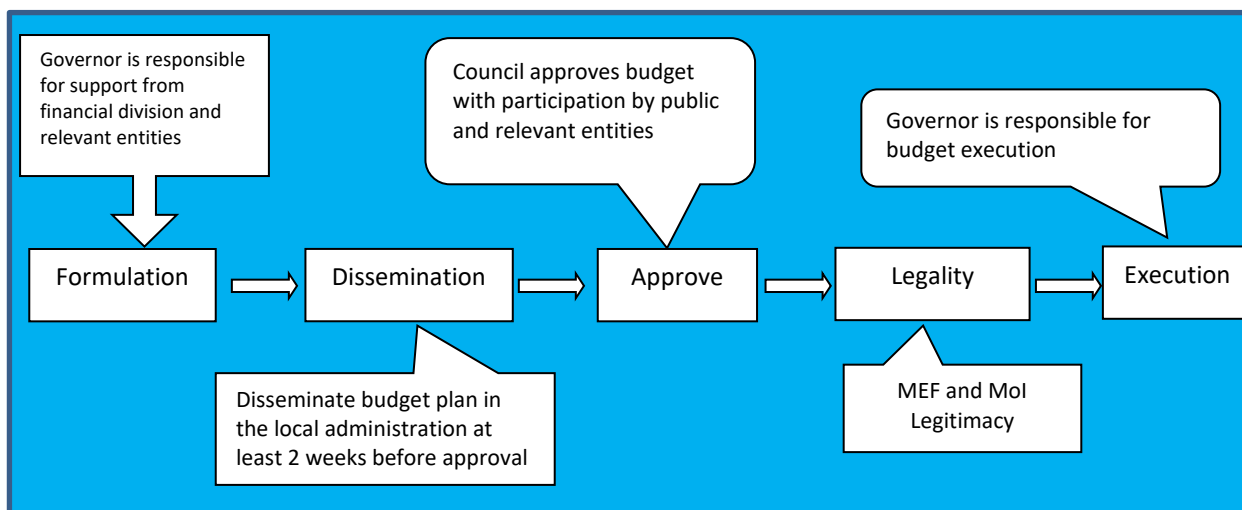 Governor is responsible
for support from
financial division and
relevant entities
Council approves budget
with participation by public
and relevant entities
Governor is responsible for
budget execution
Formulation
Dissemination
Approve
Legality
Execution
Disseminate budget plan in
the local administration at
least 2 weeks before approval
MEF and MoI
Legitimacy